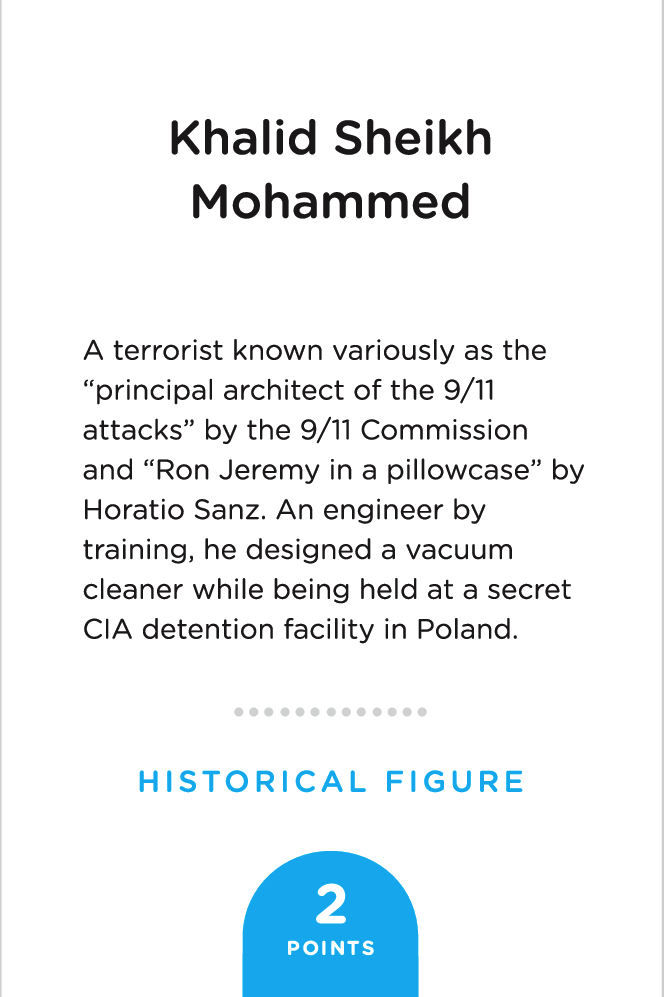 Khalid Sheikh
Mohammed
A terrorist known variously as the
“principal architect of the 9/11
attacks” by the 9/11 Commission
and “Ron Jeremy in a pillowcase” by
Horatio Sanz. An engineer by
training, he designed a vacuum
cleaner while being held at a secret
CIA detention facility in Poland.
HISTORICAL FIGURE
2
POINTS